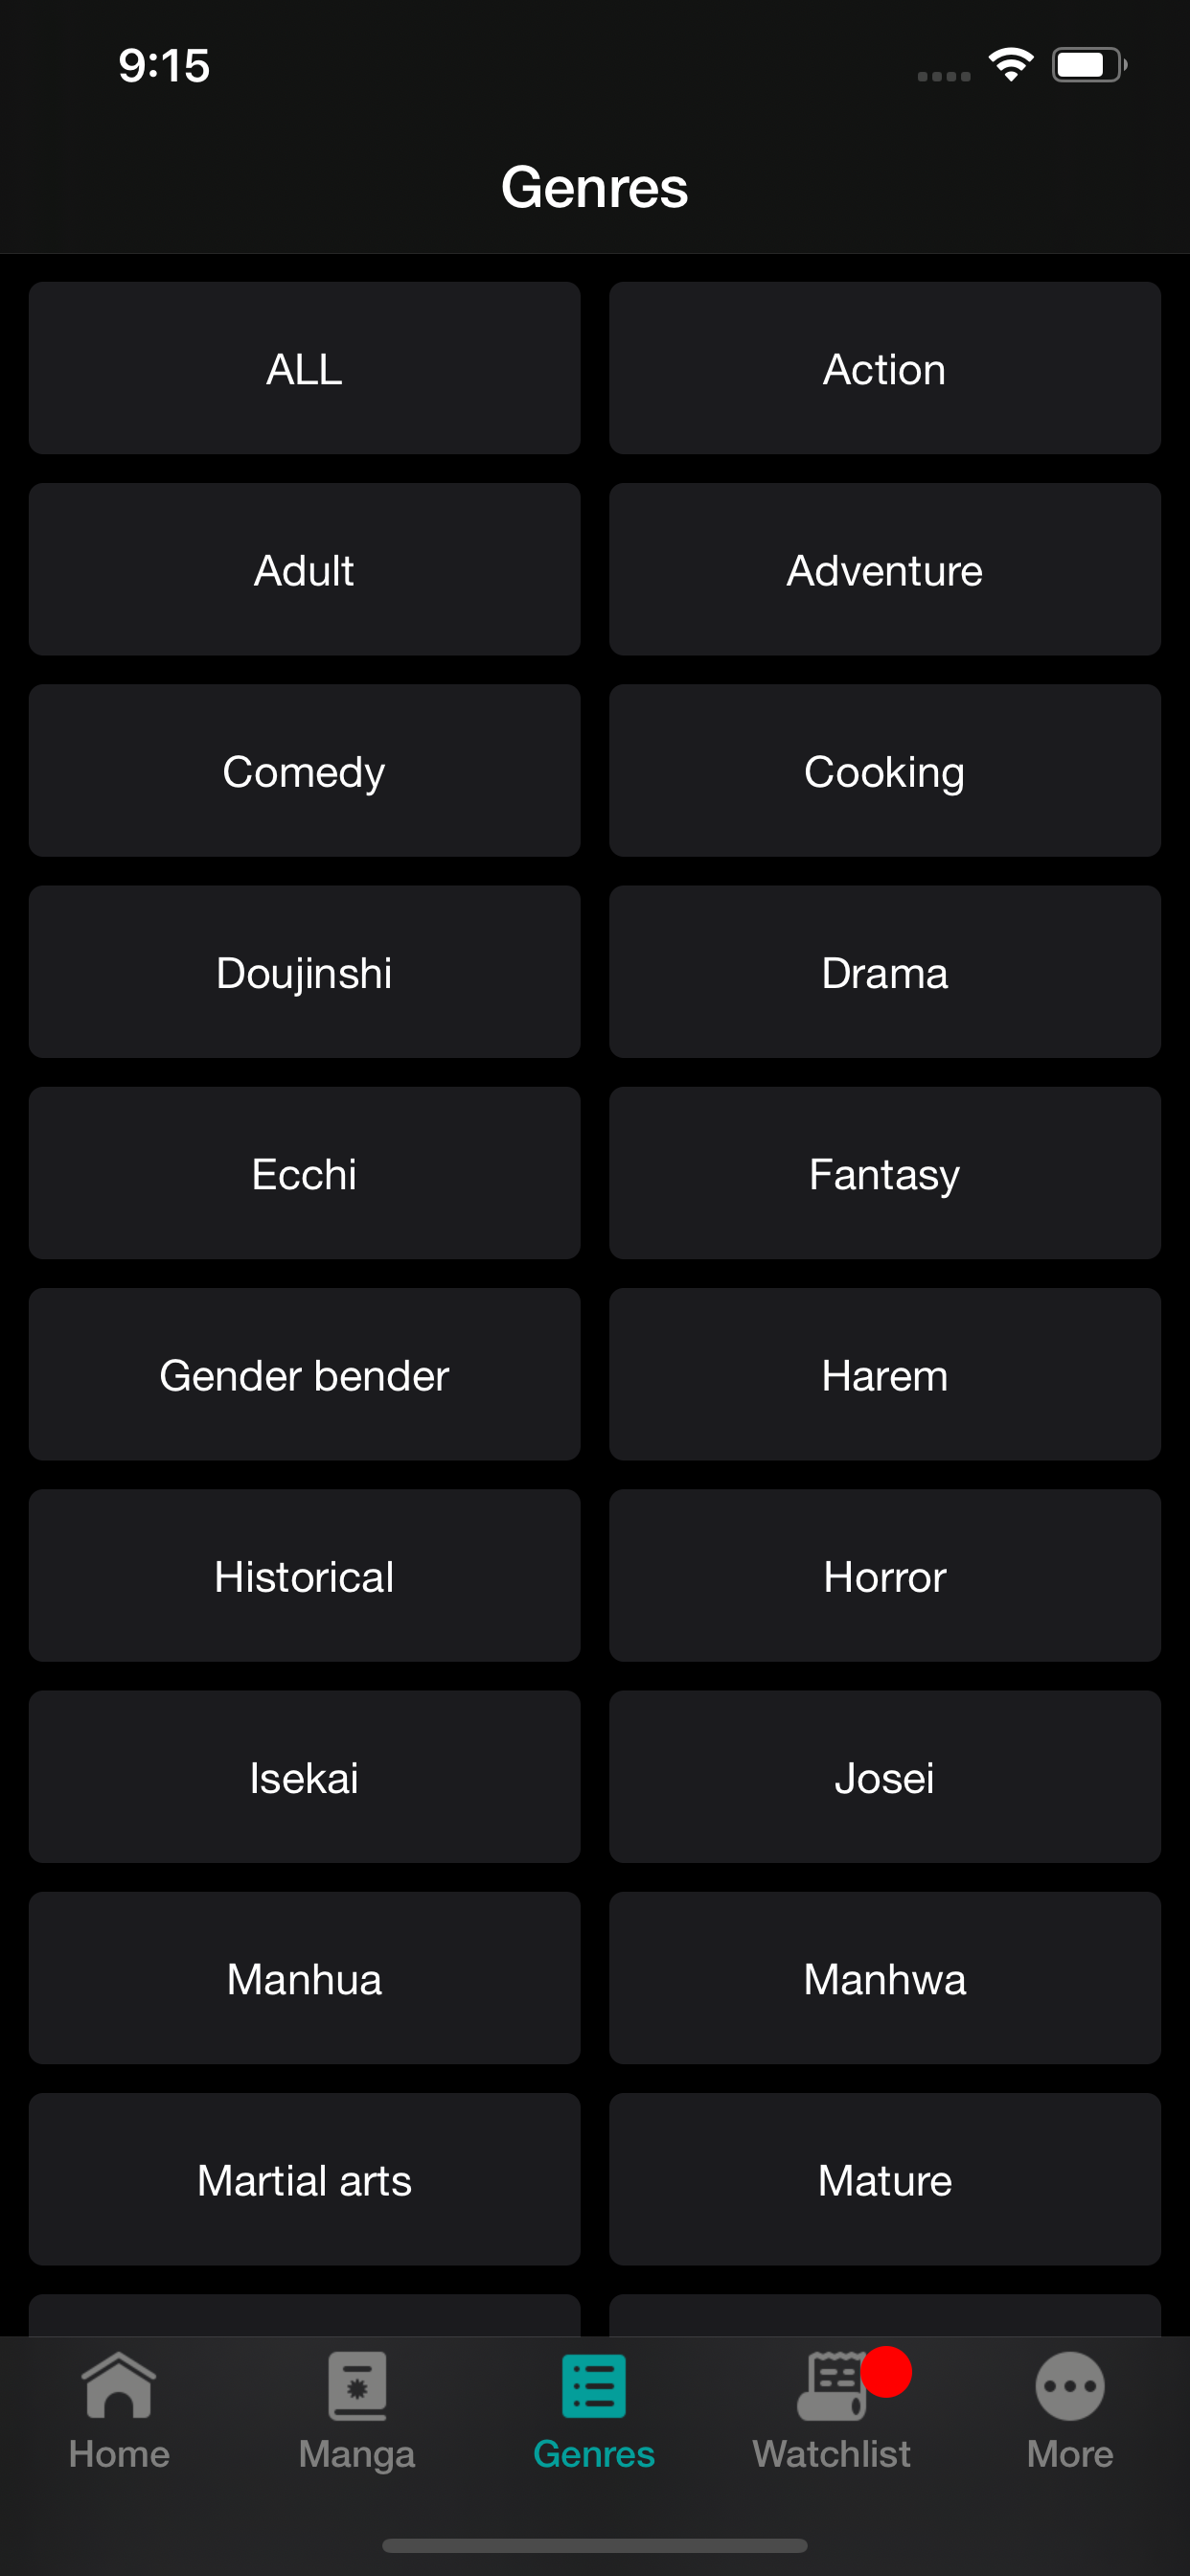 9:15
Genres
ALL
Action
Adult
Adventure
Comedy
Cooking
Doujinshi
Drama
Ecchi
Fantasy
Gender bender
Harem
Historical
Horror
Isekai
Josei
Manhua
Manhwa
Martial arts
Mature
Home
Manga
Genres
Watchlist
More